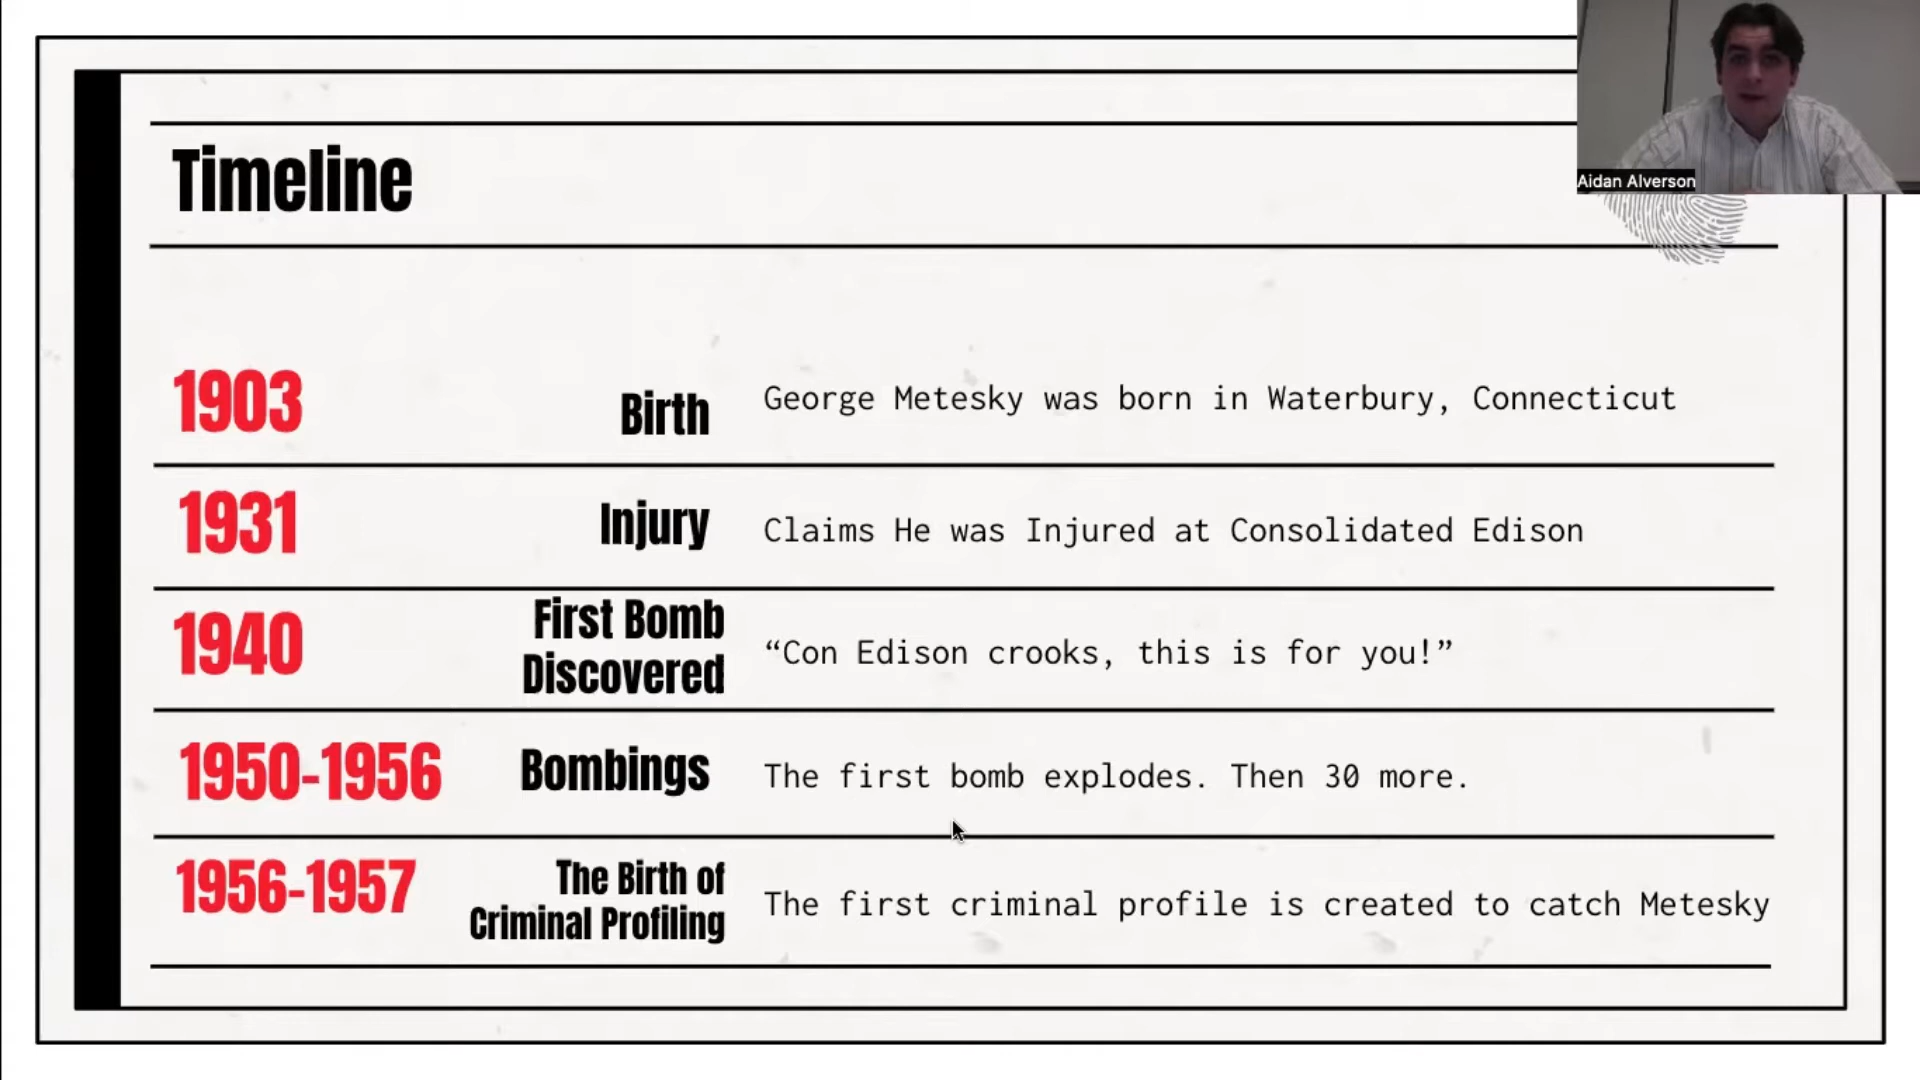 Aidan Alverson
Timeline
1903
Birth
George Metesky was born in Waterbury, Connecticut
1931
Injury
Claims He was Injured at Consolidated Edison
1940
First Bomb
Discovered
“Con Edison crooks, this is for you!”
1950-1956
Bombings
The first bomb explodes. Then 30 more.
1956-1957
The Birth of
Criminal Profiling
The first criminal profile is created to catch Metesky